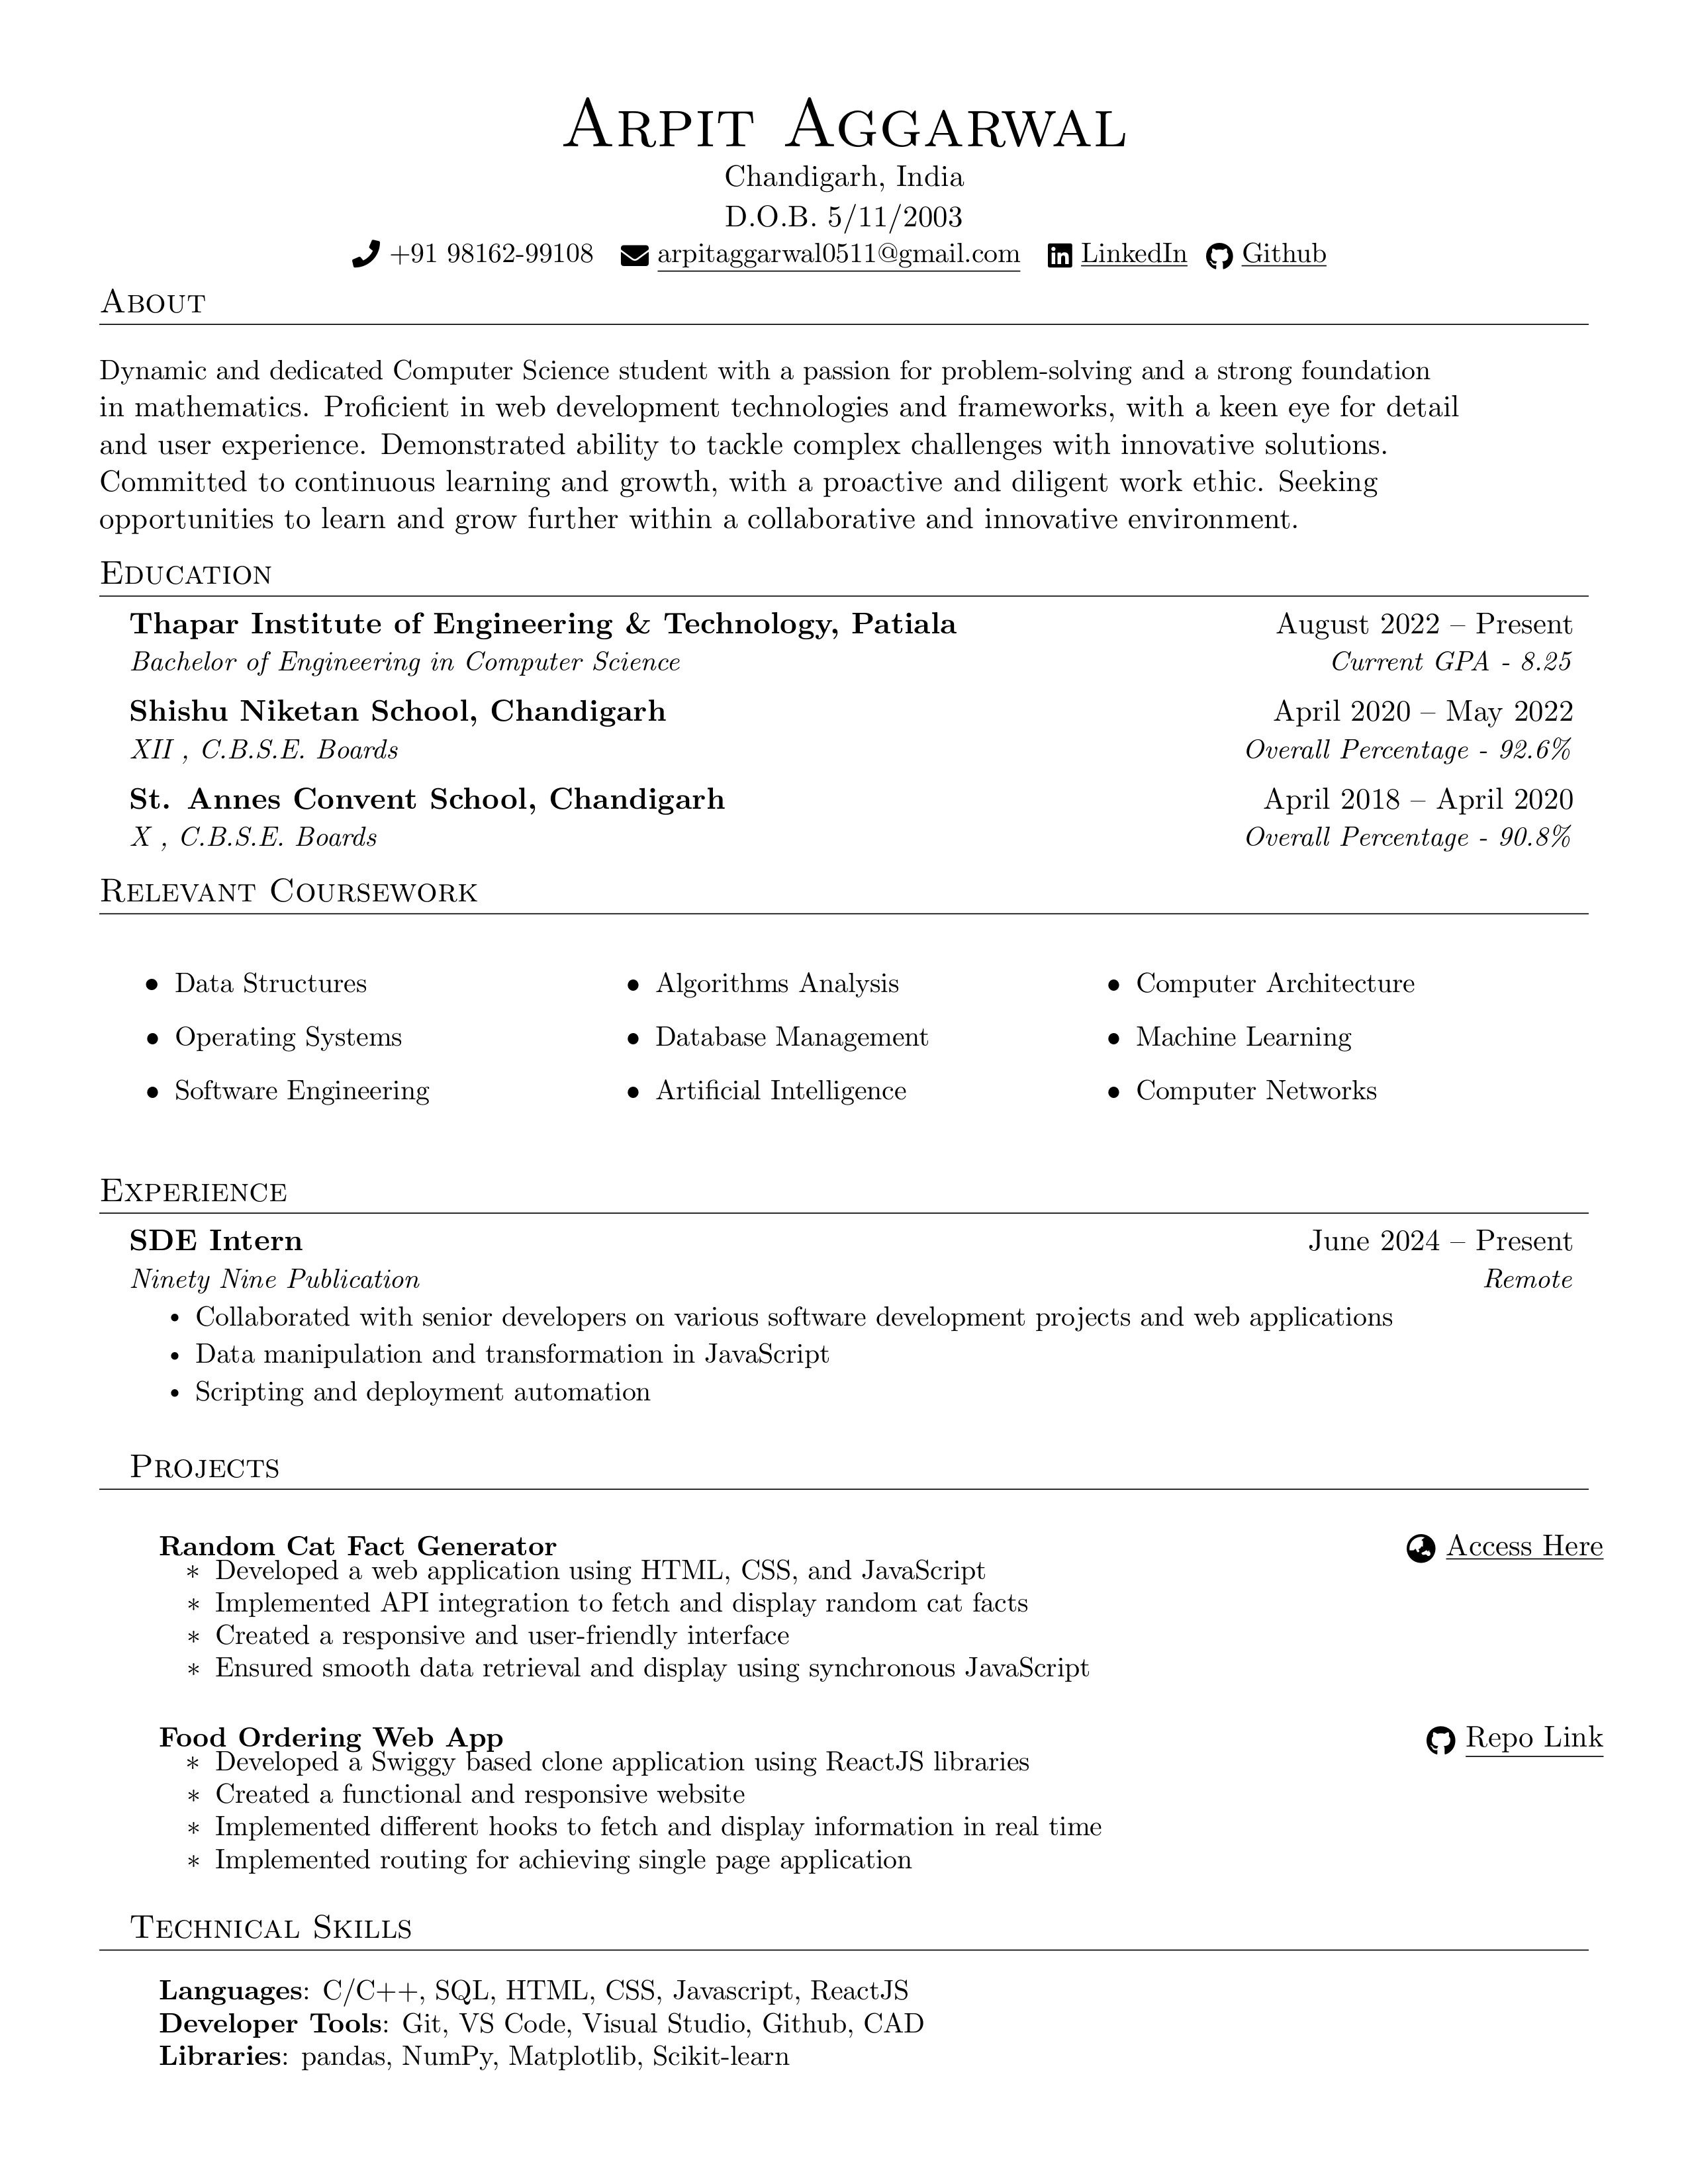 Arpit Aggarwal
Chandigarh, India
D.O.B. 5/11/2003
+91 98162-99108 arpitaggarwal0511@gmail.com LinkedIn Github
About
Dynamic and dedicated Computer Science student with a passion for problem-solving and a strong foundation
in mathematics. Proficient in web development technologies and frameworks, with a keen eye for detail
and user experience. Demonstrated ability to tackle complex challenges with innovative solutions.
Committed to continuous learning and growth, with a proactive and diligent work ethic. Seeking
opportunities to learn and grow further within a collaborative and innovative environment.
Education
Thapar Institute of Engineering & Technology, Patiala August 2022 – Present
Bachelor of Engineering in Computer Science Current GPA - 8.25
Shishu Niketan School, Chandigarh April 2020 – May 2022
XII , C.B.S.E. Boards Overall Percentage - 92.6%
St. Annes Convent School, Chandigarh April 2018 – April 2020
X , C.B.S.E. Boards Overall Percentage - 90.8%
Relevant Coursework
• Data Structures • Algorithms Analysis • Computer Architecture
• Operating Systems • Database Management • Machine Learning
• Software Engineering • Artificial Intelligence • Computer Networks
Experience
SDE Intern June 2024 – Present
Ninety Nine Publication Remote
• Collaborated with senior developers on various software development projects and web applications
• Data manipulation and transformation in JavaScript
• Scripting and deployment automation
Projects
Random Cat Fact Generator Access Here
∗ Developed a web application using HTML, CSS, and JavaScript
∗ Implemented API integration to fetch and display random cat facts
∗ Created a responsive and user-friendly interface
∗ Ensured smooth data retrieval and display using synchronous JavaScript
Food Ordering Web App Repo Link
∗ Developed a Swiggy based clone application using ReactJS libraries
∗ Created a functional and responsive website
∗ Implemented different hooks to fetch and display information in real time
∗ Implemented routing for achieving single page application
Technical Skills
Languages: C/C++, SQL, HTML, CSS, Javascript, ReactJS
Developer Tools: Git, VS Code, Visual Studio, Github, CAD
Libraries: pandas, NumPy, Matplotlib, Scikit-learn